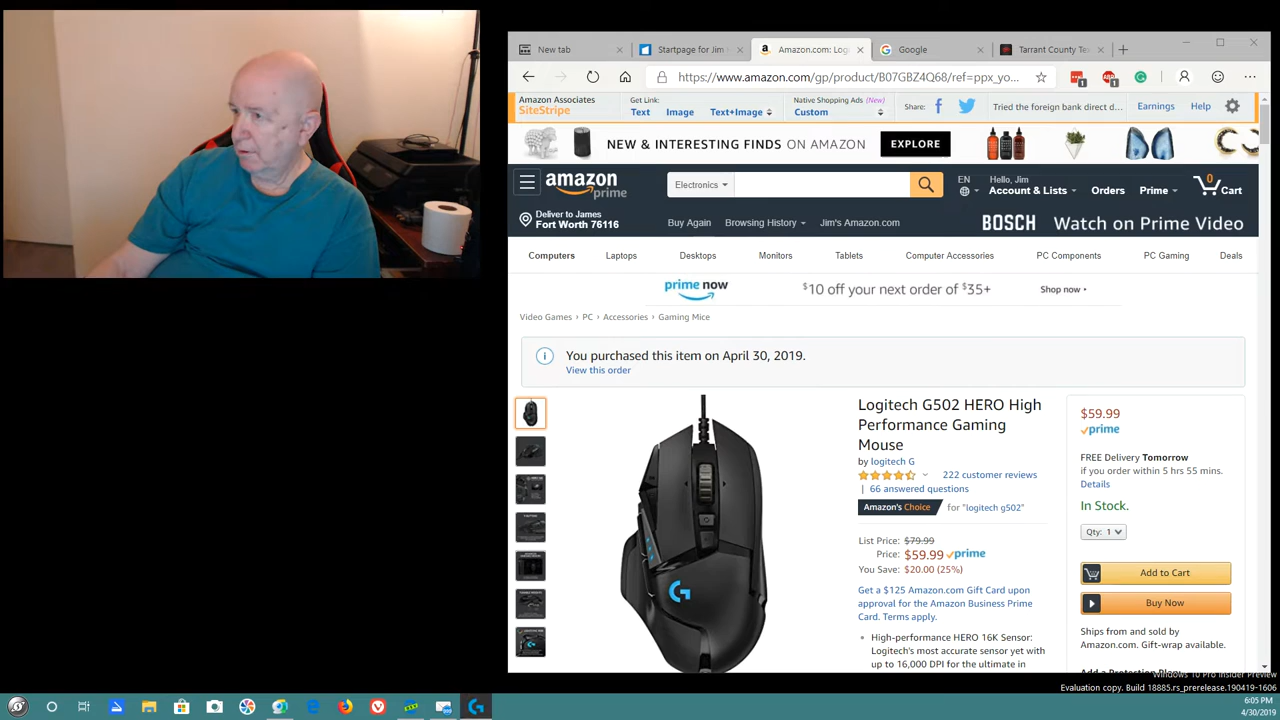 New tab
Startpage for Jim
Amazon.com: Log
Google
Tarrant County Tex
https://www.amazon.com/gp/product/B07GBZ4Q68/ref=ppx_yo...
1
1
Amazon Associates
SiteStripe
Get Link:
Text
Image
Text+Image
Native Shopping Ads (New)
Custom
Share:
Tried the foreign bank direct d...
Earnings
Help
NEW & INTERESTING FINDS ON AMAZON
EXPLORE
amazon
prime
Electronics
EN
Hello, Jim
Account & Lists
Orders
Prime
0
Cart
Deliver to James
Fort Worth 76116
Buy Again
Browsing History
Jim's Amazon.com
BOSCH
Watch on Prime Video
Computers
Laptops
Desktops
Monitors
Tablets
Computer Accessories
PC Components
PC Gaming
Deals
prime now
$10 off your next order of $35+
Shop now
Video Games › PC › Accessories › Gaming Mice
You purchased this item on April 30, 2019.
View this order
Logitech G502 HERO High
Performance Gaming
Mouse
by logitech G
222 customer reviews
| 66 answered questions
Amazon's Choice
for "logitech g502"
List Price: $79.99
Price: $59.99 prime
You Save: $20.00 (25%)
Get a $125 Amazon.com Gift Card upon
approval for the Amazon Business Prime
Card. Terms apply.
High-performance HERO 16K Sensor:
Logitech's most accurate sensor yet with
up to 16,000 DPI for the ultimate in
$59.99
prime
FREE Delivery Tomorrow
if you order within 5 hrs 55 mins.
Details
In Stock.
Qty: 1
Add to Cart
Buy Now
Ships from and sold by
Amazon.com. Gift-wrap available.
Add a Protection Plan:
Windows 10 Pro Insider Preview
Evaluation copy. Build 18885.rs_prerelease.190419-1606
6:05 PM
4/30/2019